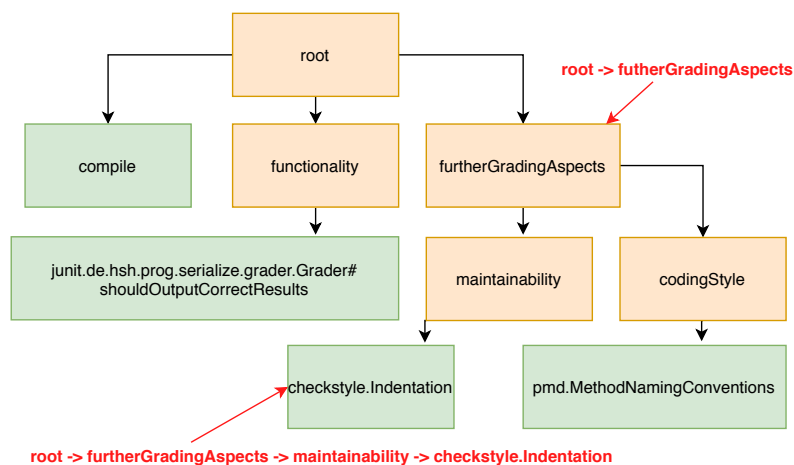 root
root -> futherGradingAspects
compile
functionality
furtherGradingAspects
junit.de.hsh.prog.serialize.grader.Grader#
shouldOutputCorrectResults
maintainability
codingStyle
checkstyle.Indentation
pmd.MethodNamingConventions
root -> furtherGradingAspects -> maintainability -> checkstyle.Indentation